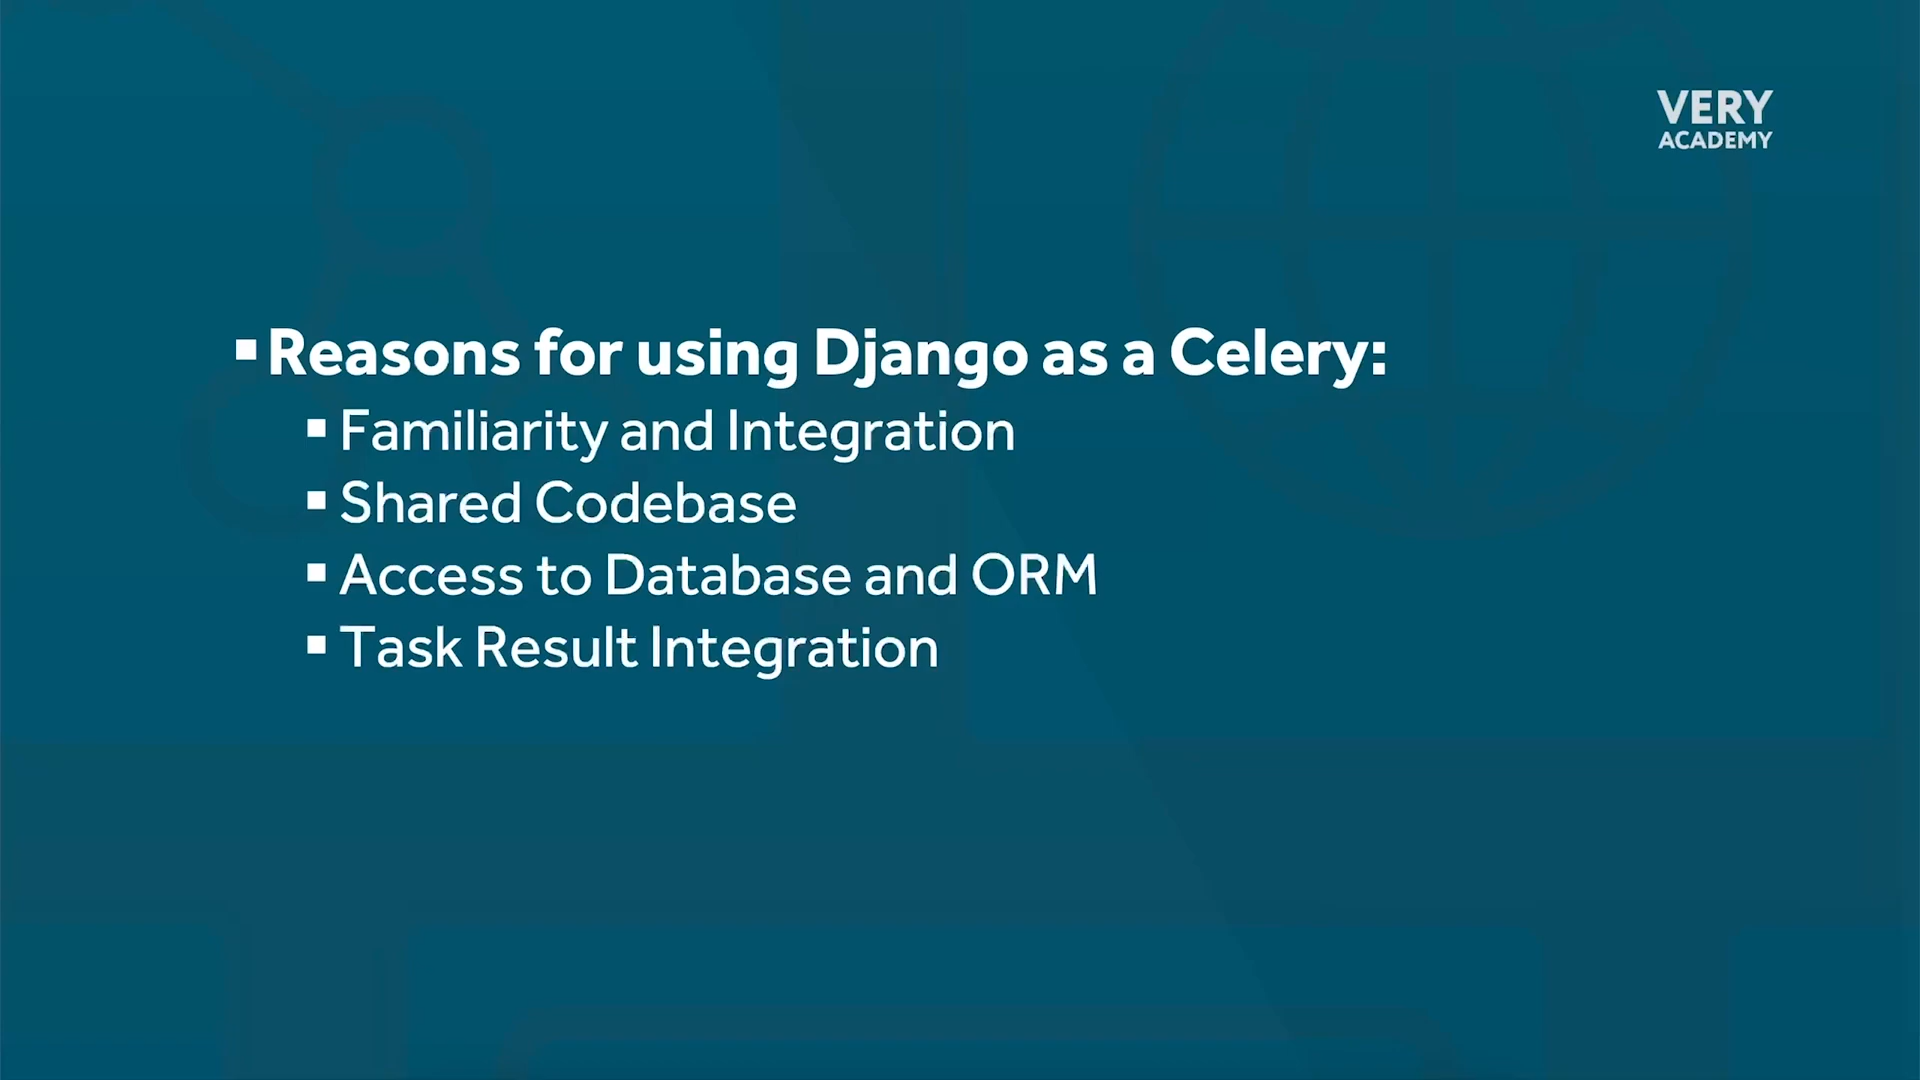 VERY
ACADEMY
▪ Reasons for using Django as a Celery:
▪ Familiarity and Integration
▪ Shared Codebase
▪ Access to Database and ORM
▪ Task Result Integration